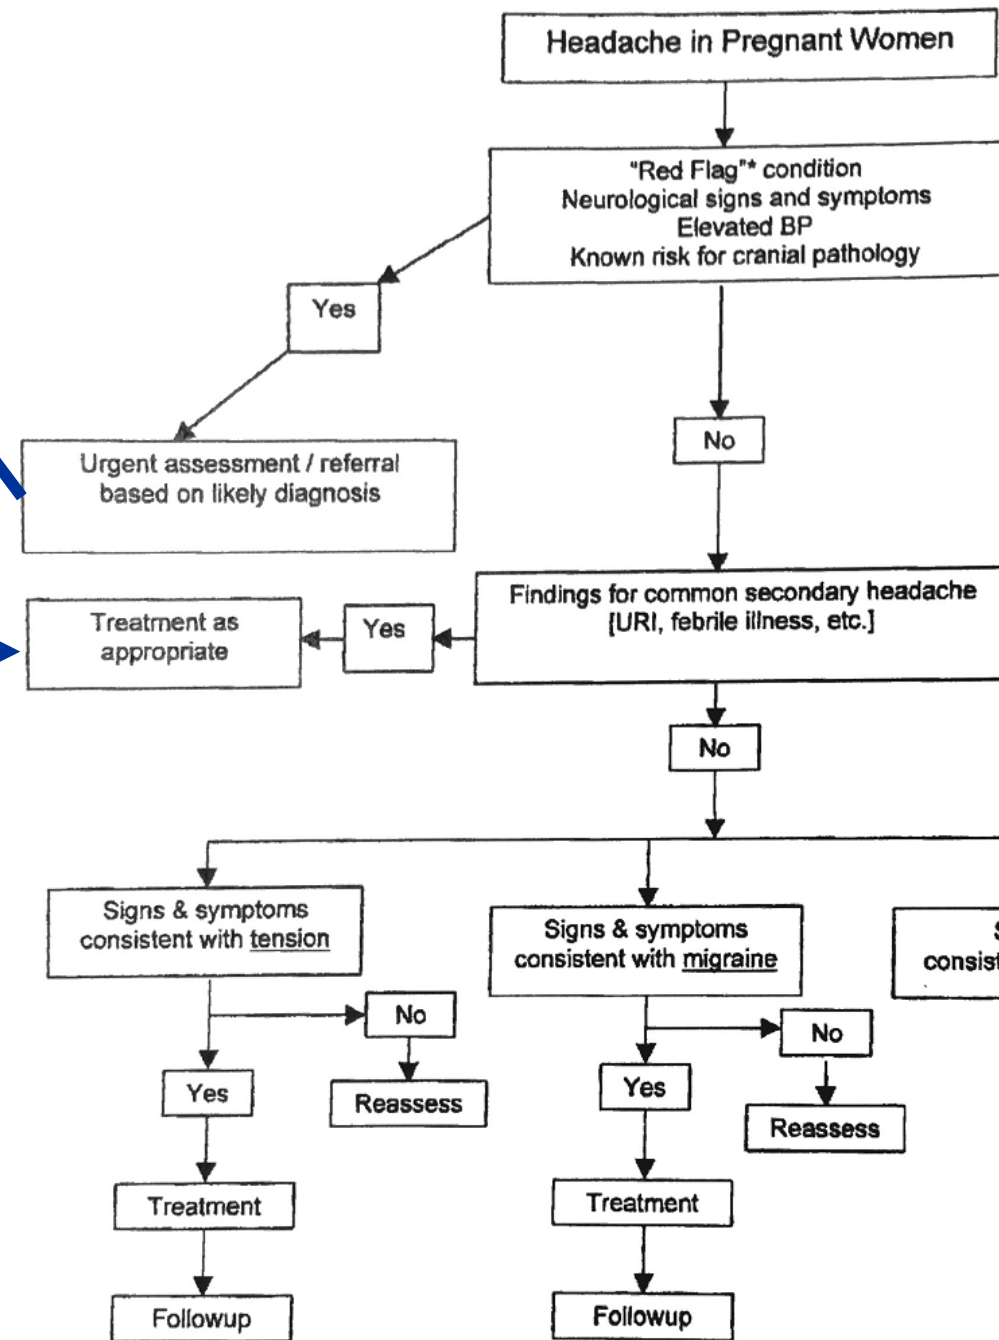 Headache in Pregnant Women
"Red Flag"* condition
Neurological signs and symptoms
Elevated BP
Known risk for cranial pathology
Yes
No
Urgent assessment / referral
based on likely diagnosis
Findings for common secondary headache
[URI, febrile illness, etc.]
Yes
Treatment as
appropriate
No
Signs & symptoms
consistent with tension
Signs & symptoms
consistent with migraine
No
Yes
Reassess
No
Yes
Reassess
Treatment
Treatment
Followup
Followup